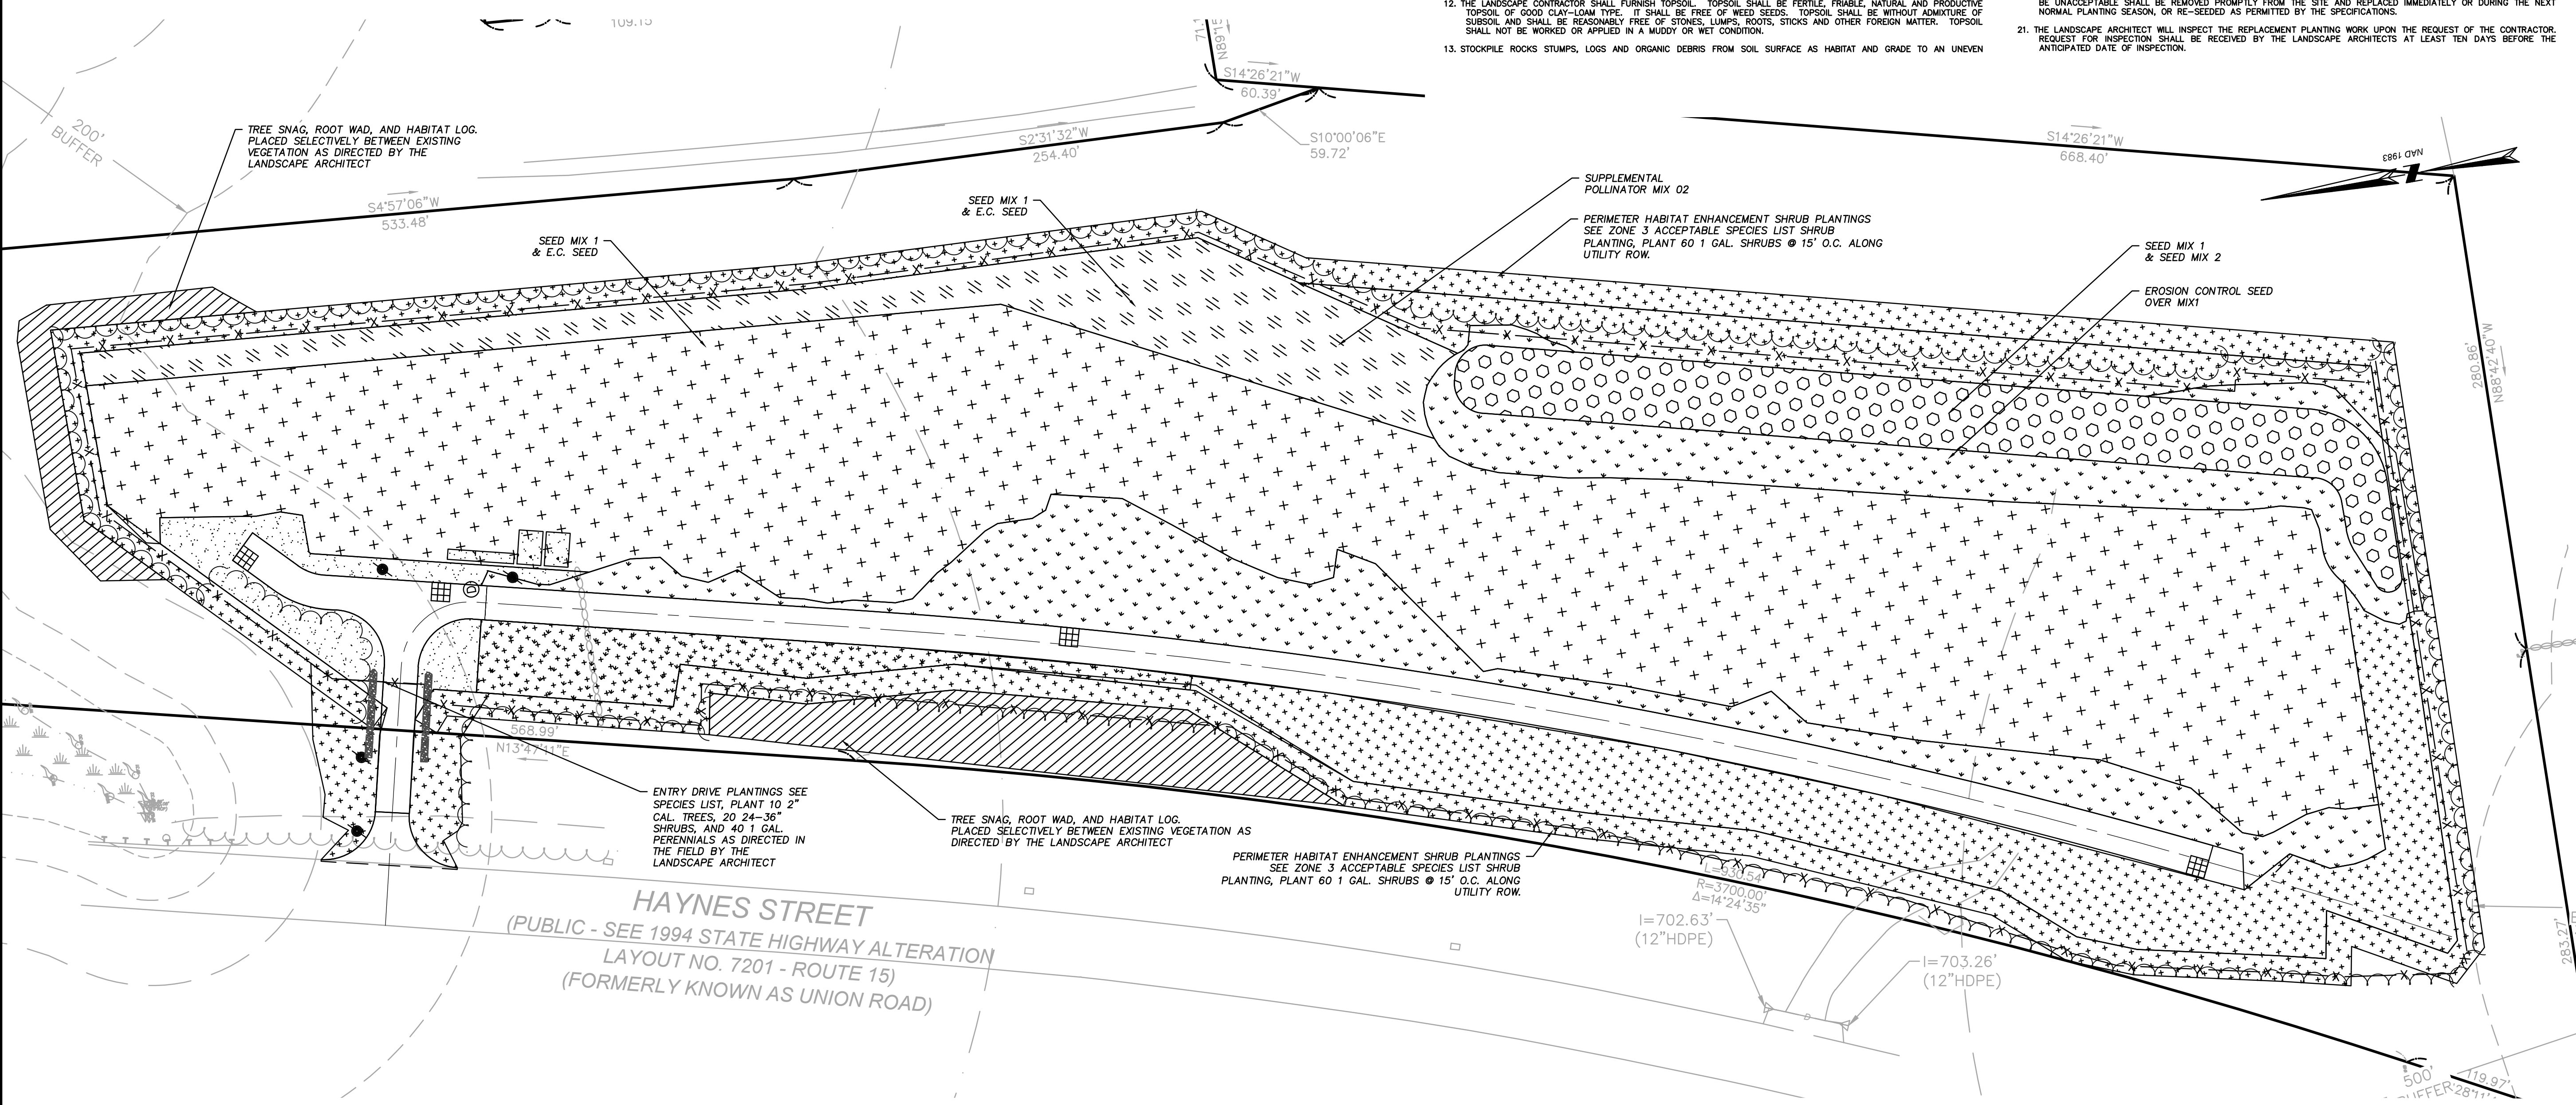 12. THE LANDSCAPE CONTRACTOR SHALL FURNISH TOPSOIL. TOPSOIL SHALL BE FERTILE, FRIABLE, NATURAL AND PRODUCTIVE
TOPSOIL OF GOOD CLAY-LOAM TYPE. IT SHALL BE FREE OF WEED SEEDS. TOPSOIL SHALL BE WITHOUT ADMIXTURE OF
SUBSOIL AND SHALL BE REASONABLY FREE OF STONES, LUMPS, ROOTS, STICKS AND OTHER FOREIGN MATTER. TOPSOIL
SHALL NOT BE WORKED OR APPLIED IN A MUDDY OR WET CONDITION.
13. STOCKPILE ROCKS STUMPS, LOGS AND ORGANIC DEBRIS FROM SOIL SURFACE AS HABITAT AND GRADE TO AN UNEVEN
BE UNACCEPTABLE SHALL BE REMOVED PROMPTLY FROM THE SITE AND REPLACED IMMEDIATELY OR DURING THE NEXT
NORMAL PLANTING SEASON, OR RE-SEEDED AS PERMITTED BY THE SPECIFICATIONS.
21. THE LANDSCAPE ARCHITECT WILL INSPECT THE REPLACEMENT PLANTING WORK UPON THE REQUEST OF THE CONTRACTOR.
REQUEST FOR INSPECTION SHALL BE RECEIVED BY THE LANDSCAPE ARCHITECTS AT LEAST TEN DAYS BEFORE THE
ANTICIPATED DATE OF INSPECTION.
109.15
N89°
S14°26'21"W
60.39'
S10°00'06"E
59.72'
S2°31'32"W
254.40'
S4°57'06"W
533.48'
200'
BUFFER
TREE SNAG, ROOT WAD, AND HABITAT LOG.
PLACED SELECTIVELY BETWEEN EXISTING
VEGETATION AS DIRECTED BY THE
LANDSCAPE ARCHITECT
SEED MIX 1
& E.C. SEED
SEED MIX 1
& E.C. SEED
SUPPLEMENTAL
POLLINATOR MIX 02
PERIMETER HABITAT ENHANCEMENT SHRUB PLANTINGS
SEE ZONE 3 ACCEPTABLE SPECIES LIST SHRUB
PLANTING, PLANT 60 1 GAL. SHRUBS @ 15' O.C. ALONG
UTILITY ROW.
S14°26'21"W
668.40'
NAD 1983
SEED MIX 1
& SEED MIX 2
EROSION CONTROL SEED
OVER MIX1
280.86'
N88°42'40"W
568.99'
N13°47'11"E
ENTRY DRIVE PLANTINGS SEE
SPECIES LIST, PLANT 10 2"
CAL. TREES, 20 24-36"
SHRUBS, AND 40 1 GAL.
PERENNIALS AS DIRECTED IN
THE FIELD BY THE
LANDSCAPE ARCHITECT
TREE SNAG, ROOT WAD, AND HABITAT LOG.
PLACED SELECTIVELY BETWEEN EXISTING VEGETATION AS
DIRECTED BY THE LANDSCAPE ARCHITECT
PERIMETER HABITAT ENHANCEMENT SHRUB PLANTINGS
SEE ZONE 3 ACCEPTABLE SPECIES LIST SHRUB
PLANTING, PLANT 60 1 GAL. SHRUBS @ 15' O.C. ALONG
UTILITY ROW.
L=930.54'
R=3700.00'
Δ=14°24'35"
I=702.63'
(12"HDPE)
I=703.26'
(12"HDPE)
D
283.27'
HAYNES STREET
(PUBLIC - SEE 1994 STATE HIGHWAY ALTERATION
LAYOUT NO. 7201 - ROUTE 15)
(FORMERLY KNOWN AS UNION ROAD)
500'
BUFFER
119.97'